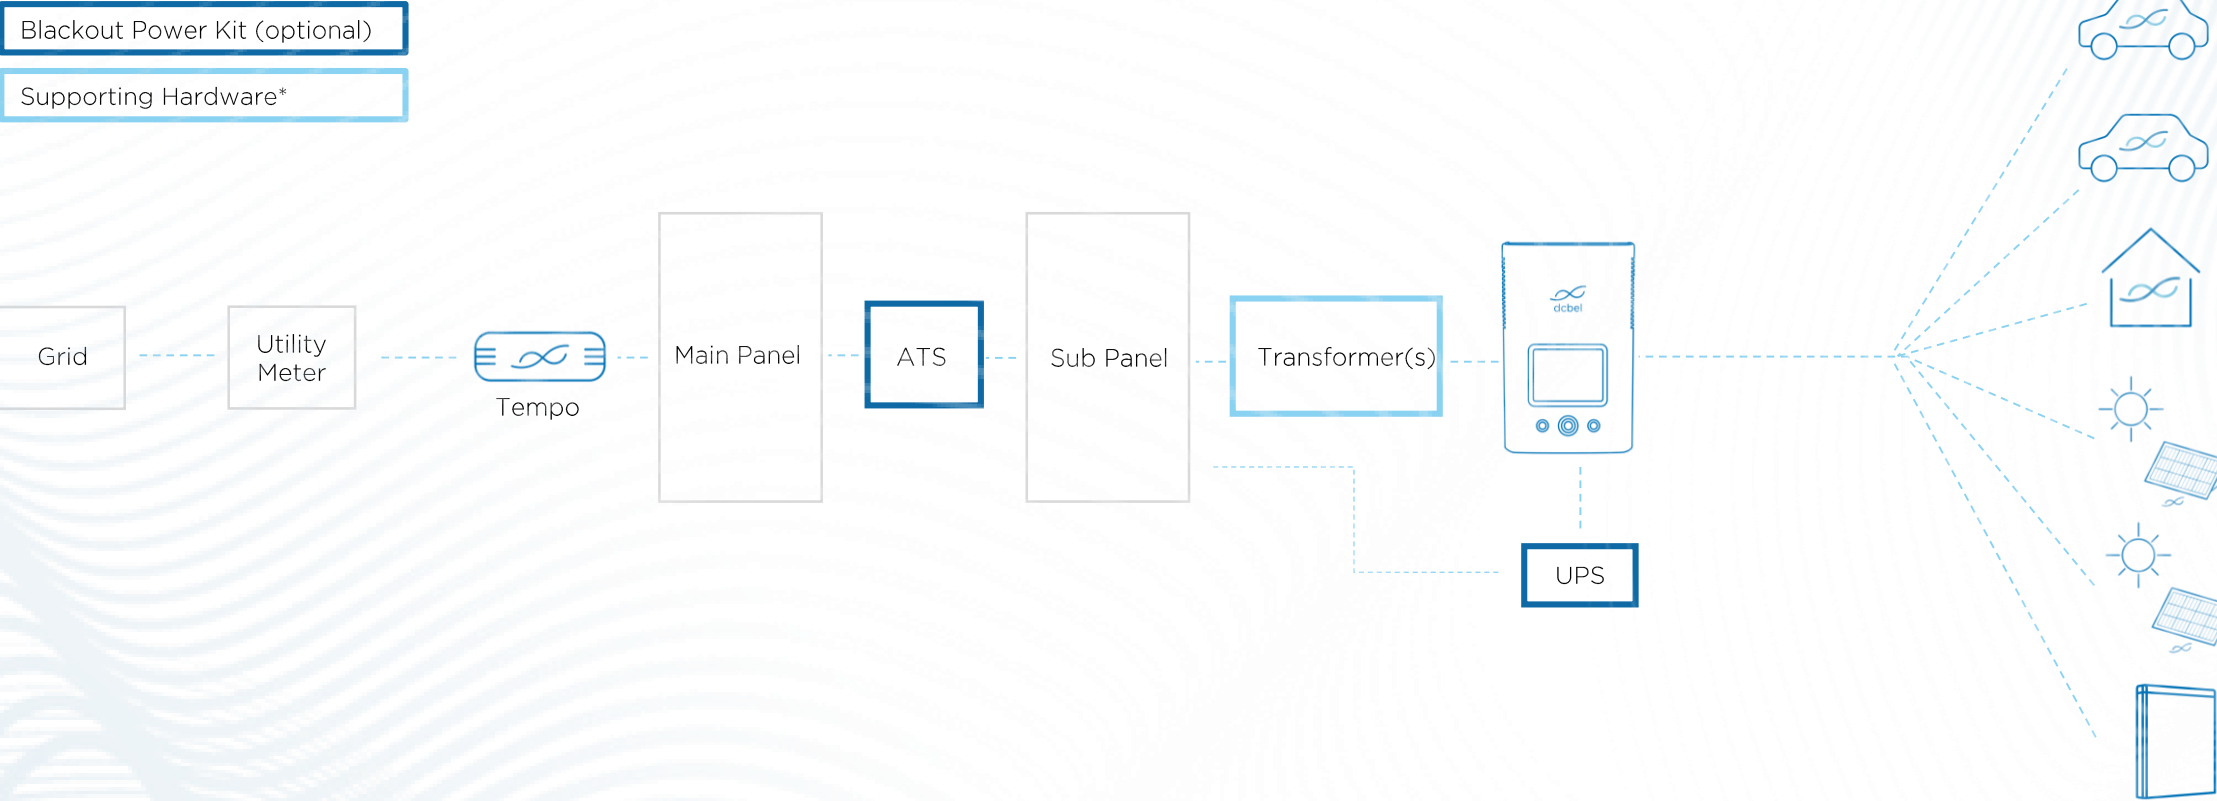 Blackout Power Kit (optional)
Supporting Hardware*
Grid
Utility
Meter
Tempo
Main Panel
ATS
Sub Panel
Transformer(s)
dcbel
UPS